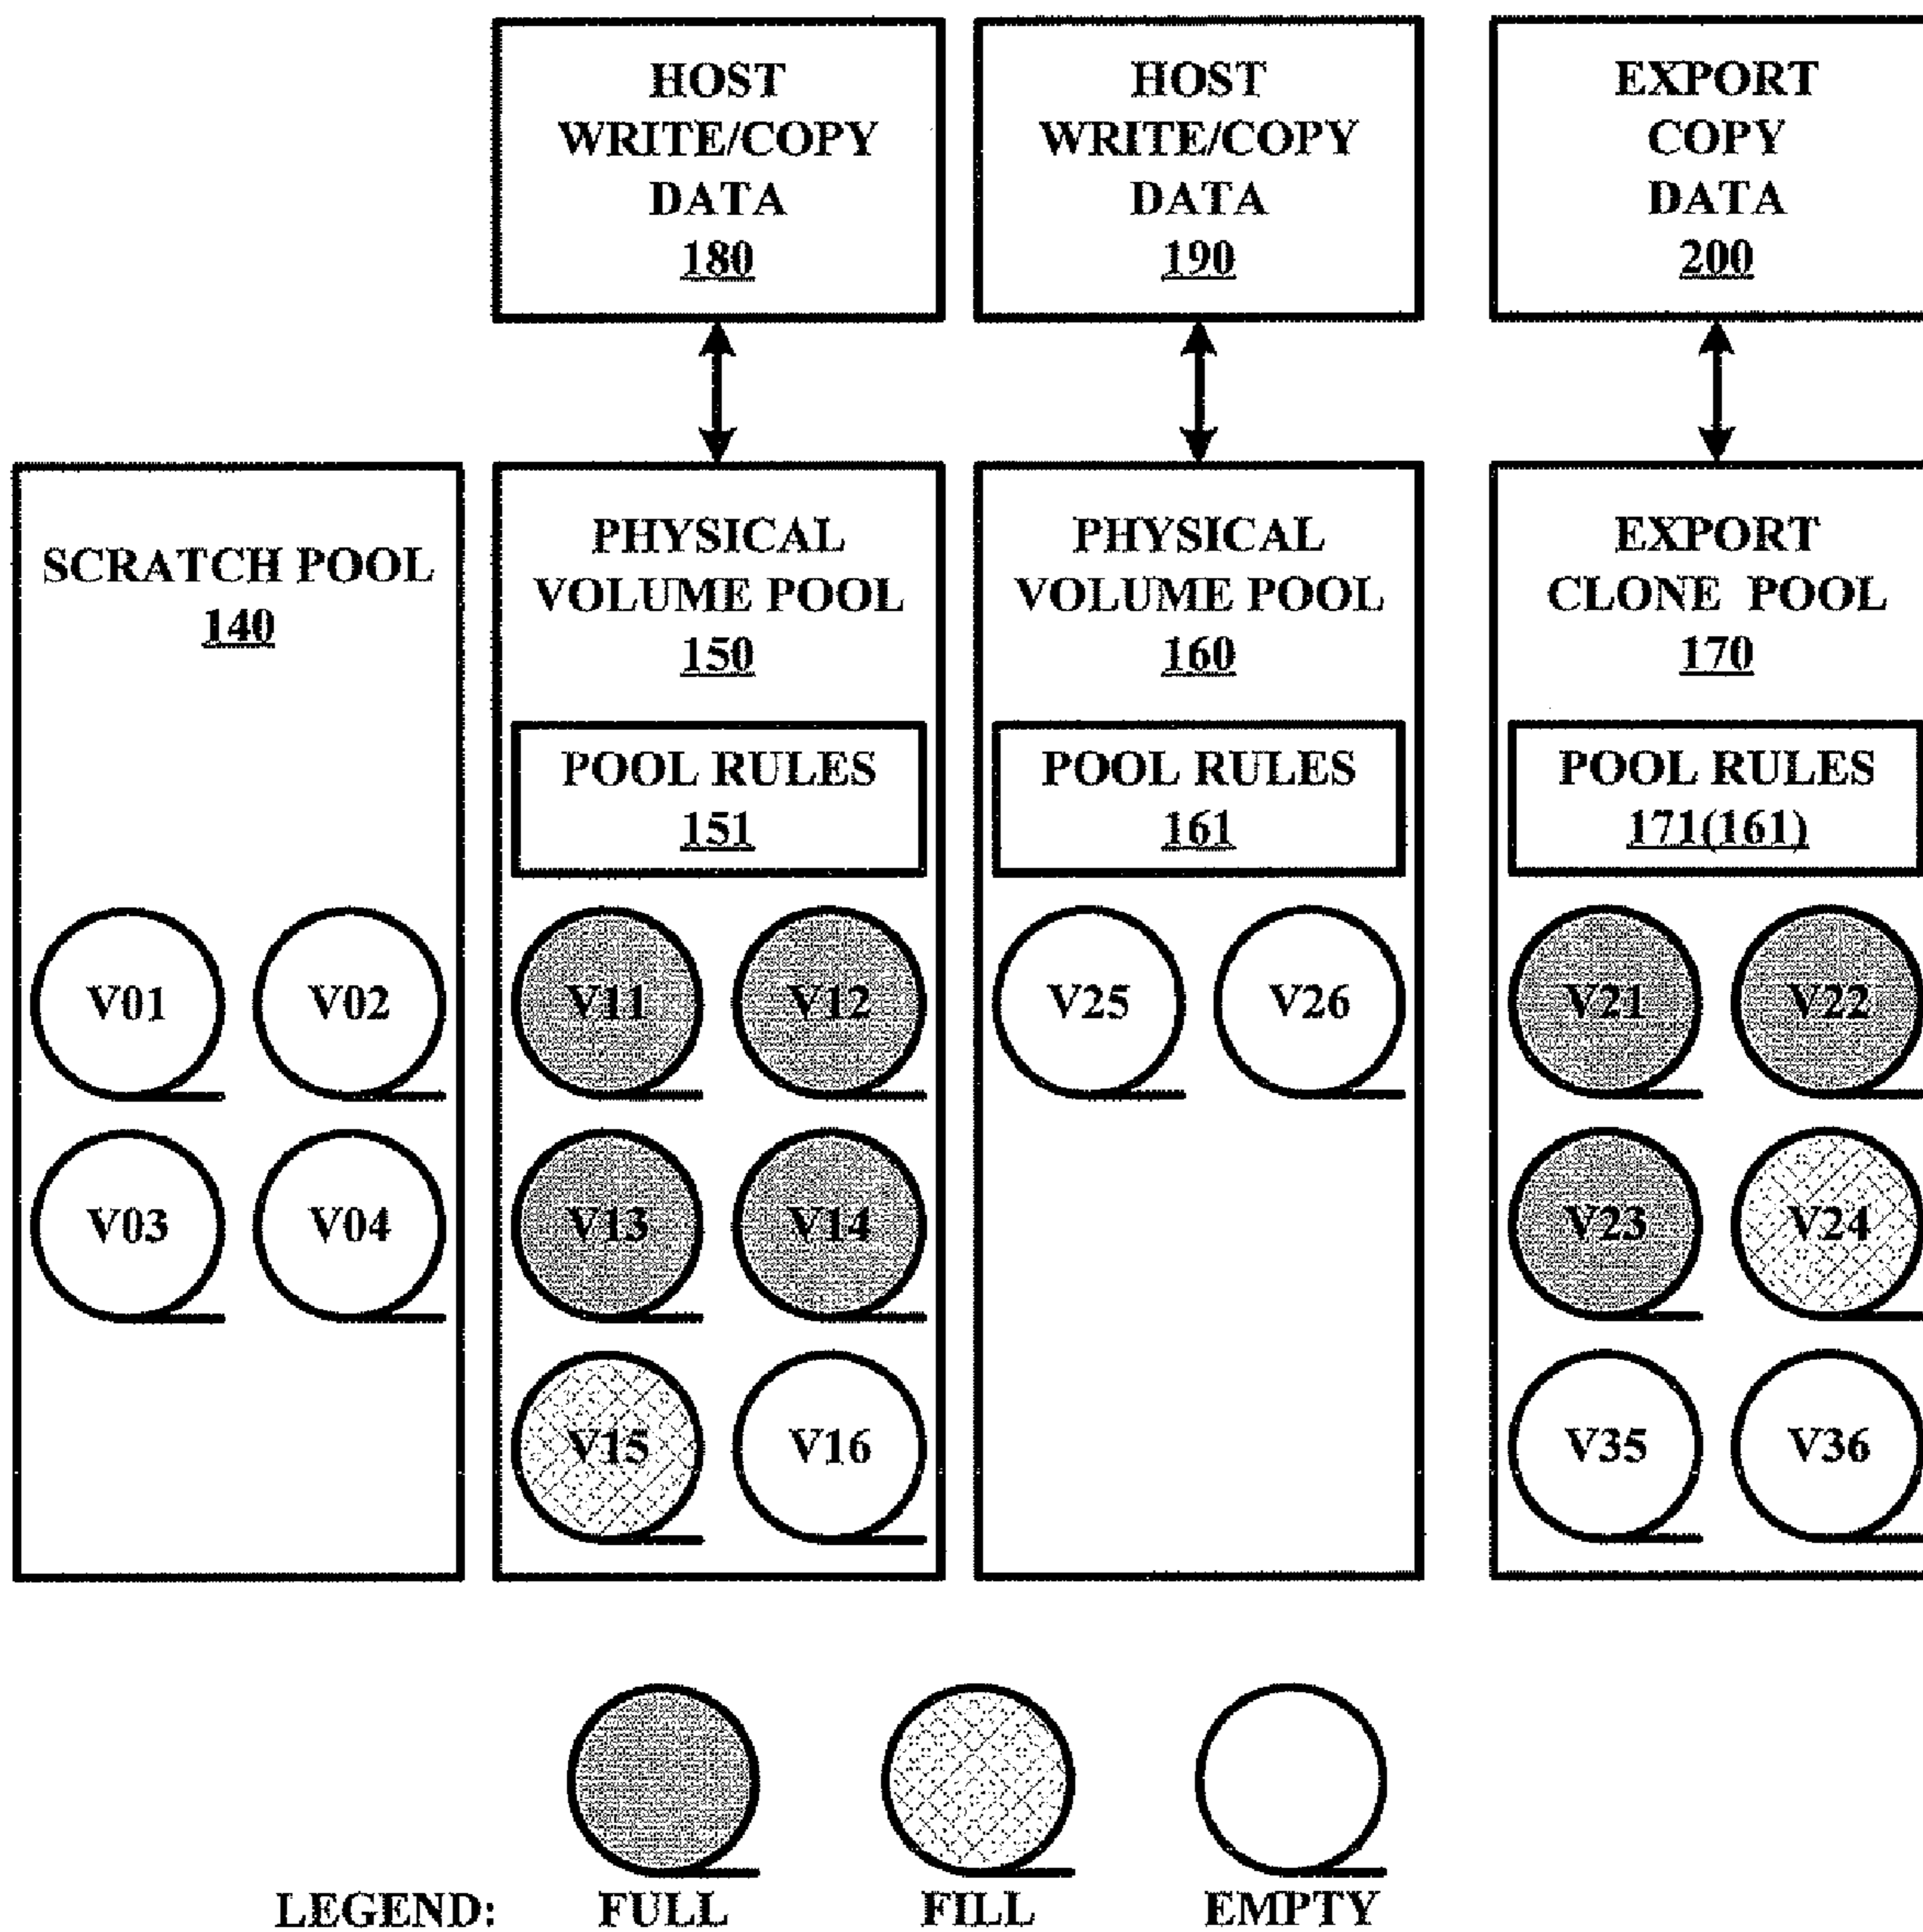 HOST
WRITE/COPY
DATA
180
HOST
WRITE/COPY
DATA
190
EXPORT
COPY
DATA
200
SCRATCH POOL
140
PHYSICAL
VOLUME POOL
150
PHYSICAL
VOLUME POOL
160
EXPORT
CLONE POOL
170
POOL RULES
151
POOL RULES
161
POOL RULES
171(161)
V01
V02
V11
V12
V25
V26
V21
V22
V03
V04
V13
V14
V23
V24
V15
V16
V35
V36
LEGEND:
FULL
FILL
EMPTY